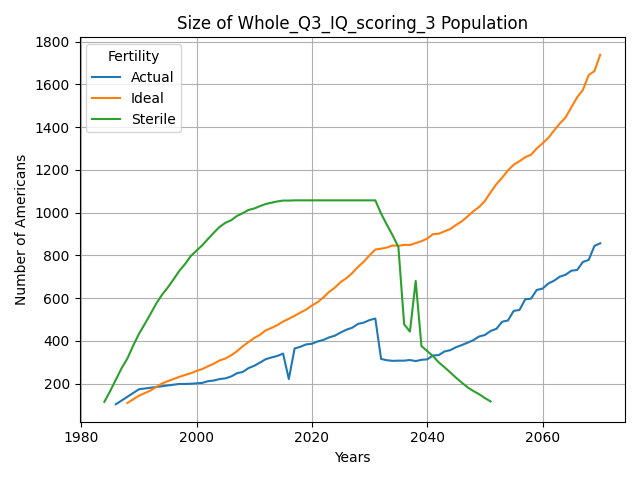 Size of Whole_Q3_IQ_scoring_3 Population
Fertility
Actual
Ideal
Sterile
Number of Americans
1800
1600
1400
1200
1000
800
600
400
200
1980
2000
2020
2040
2060
Years